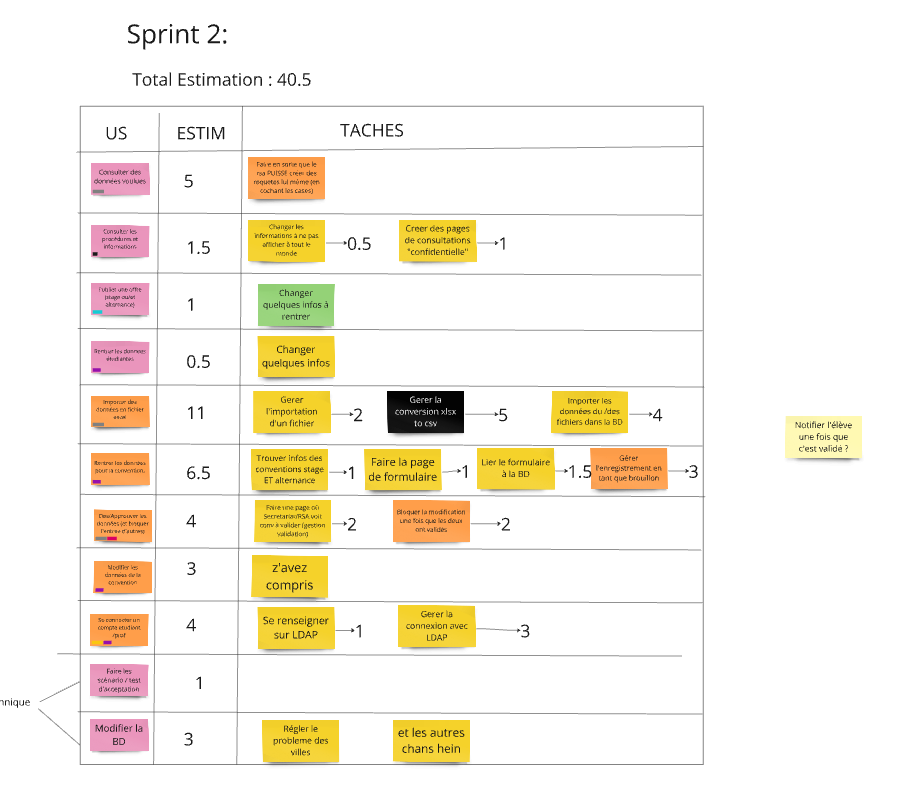 Sprint 2:
Total Estimation : 40.5
US
ESTIM
TACHES
Consulter des
données voulues
5
Faire en sorte que le
rsa PUISSE créer des
requetes lui même (en
cochant les cases)
Consulter les
procédures et
informations
1.5
Changer les
informations à ne pas
afficher à tout le
monde
0.5
Creer des pages
de consultations
"confidentielle"
1
Publier une offre
(stage ou/et
alternance)
1
Changer
quelques infos à
rentrer
Rentrer les données
étudiantes
0.5
Changer
quelques infos
Importer des
données en fichier
excel
11
Gerer
l'importation
d'un fichier
2
Gerer la
conversion xlsx
to csv
5
Importer les
données du /des
fichiers dans la BD
4
Rentrer les données
pour la convention.
6.5
Trouver infos des
conventions stage
ET alternance
1
Faire la page
de formulaire
1
Lier le formulaire
à la BD
1.5
Gérer
l'enregistrement en
tant que brouillon
3
Des/Approuver les
données (et bloquer
l'entrée d'autres)
4
Faire une page où
Secretariat/RSA voit
conv à valider (gestion
validation)
2
Bloquer la modification
une fois que les deux
ont validés
2
Modifier les
données de la
convention
3
z'avez
compris
Se connecter un
compte etudiant
/prof
4
Se renseigner
sur LDAP
1
Gerer la
connexion avec
LDAP
3
Faire les
scénario / test
d'acceptation
1
hnique
Modifier la
BD
3
Régler le
probleme des
villes
et les autres
chans hein
Notifier l'élève
une fois que
c'est validé ?